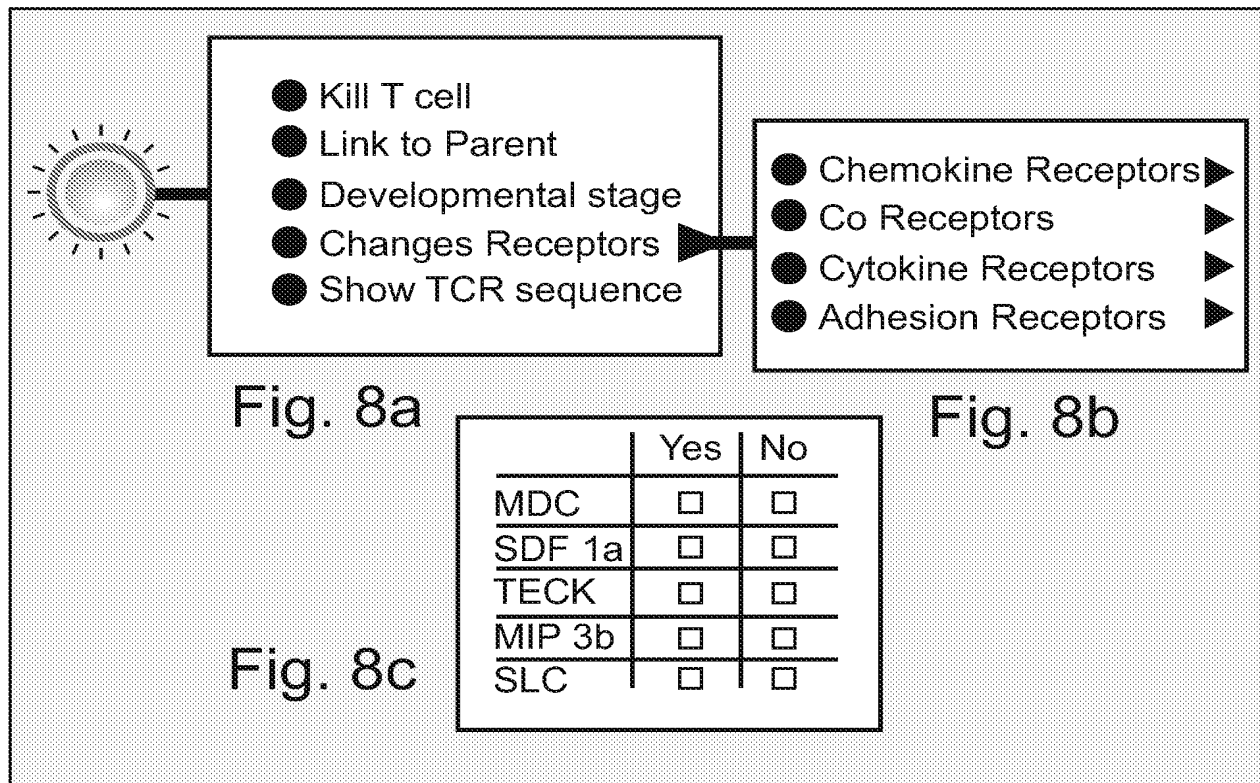 Kill T cell
Link to Parent
Developmental stage
Changes Receptors
Show TCR sequence
Fig. 8a
Chemokine Receptors
Co Receptors
Cytokine Receptors
Adhesion Receptors
Fig. 8b
Yes No
MDC
SDF 1a
TECK
MIP 3b
SLC
Fig. 8c